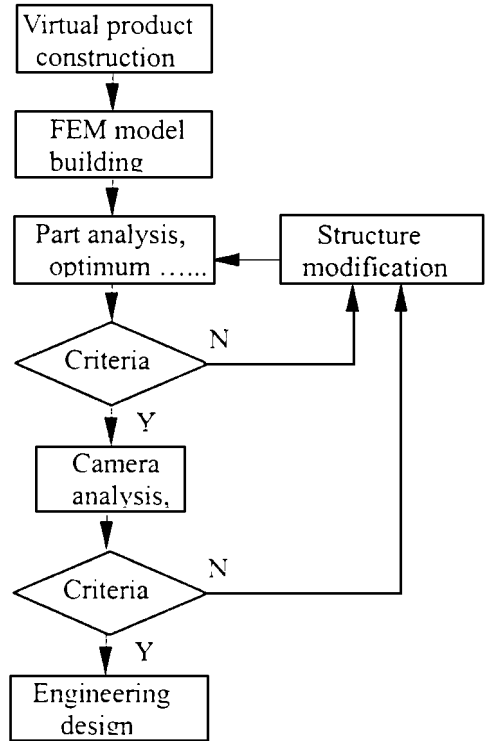 Virtual product
construction
FEM model
building
Part analysis,
optimum …...
Structure
modification
Criteria
N
Y
Camera
analysis,
Criteria
N
Y
Engineering
design